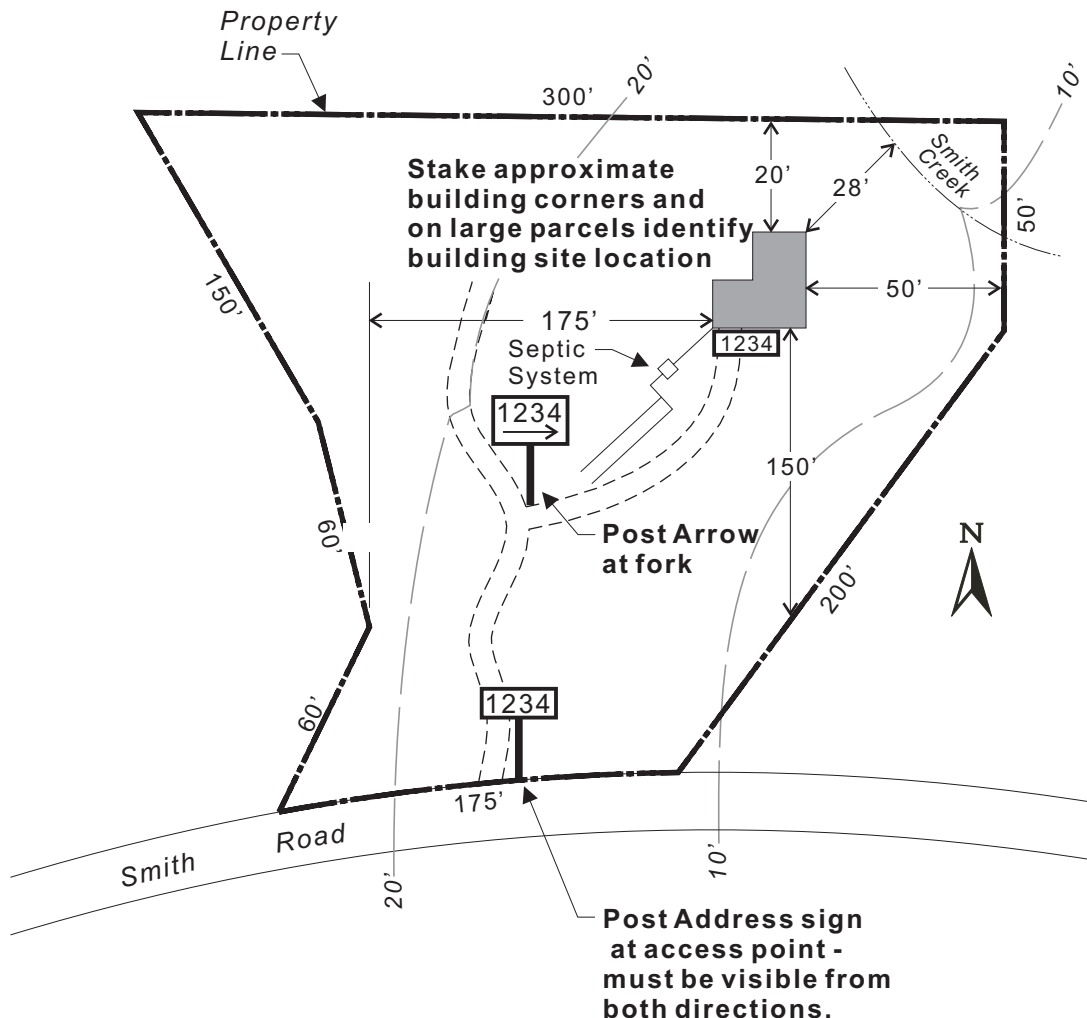 Property
Line
20'
10'
300'
Smith
Creek
Stake approximate
building corners and
on large parcels identify
building site location
20'
28'
50'
150'
50'
175'
1234
Septic
System
1234
150'
60'
Post Arrow
at fork
N
200'
60'
1234
175'
Smith Road
20'
10'
Post Address sign
at access point -
must be visible from
both directions.